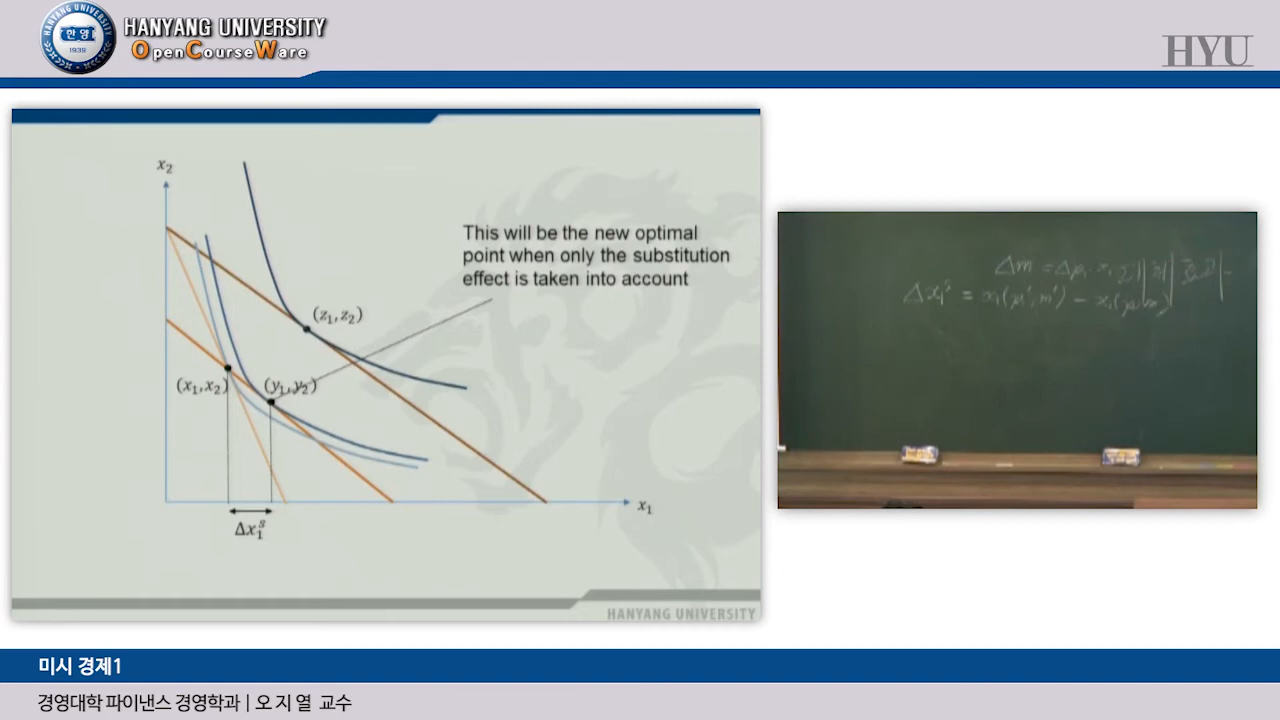 HANYANG UNIVERSITY
OpenCourseWare
한양
1939
HYU
x₂
This will be the new optimal
point when only the substitution
effect is taken into account
(z₁,z₂)
(x₁,x₂)
(y₁,y₂)
x₁
Δx₁ˢ
HANYANG UNIVERSITY
Δm = Δp₁
Δx₁ˢ = x₁(p₁′, m′) − x₁(p₁, m)
미시 경제1
경영대학 파이낸스 경영학과 | 오 지 열 교수